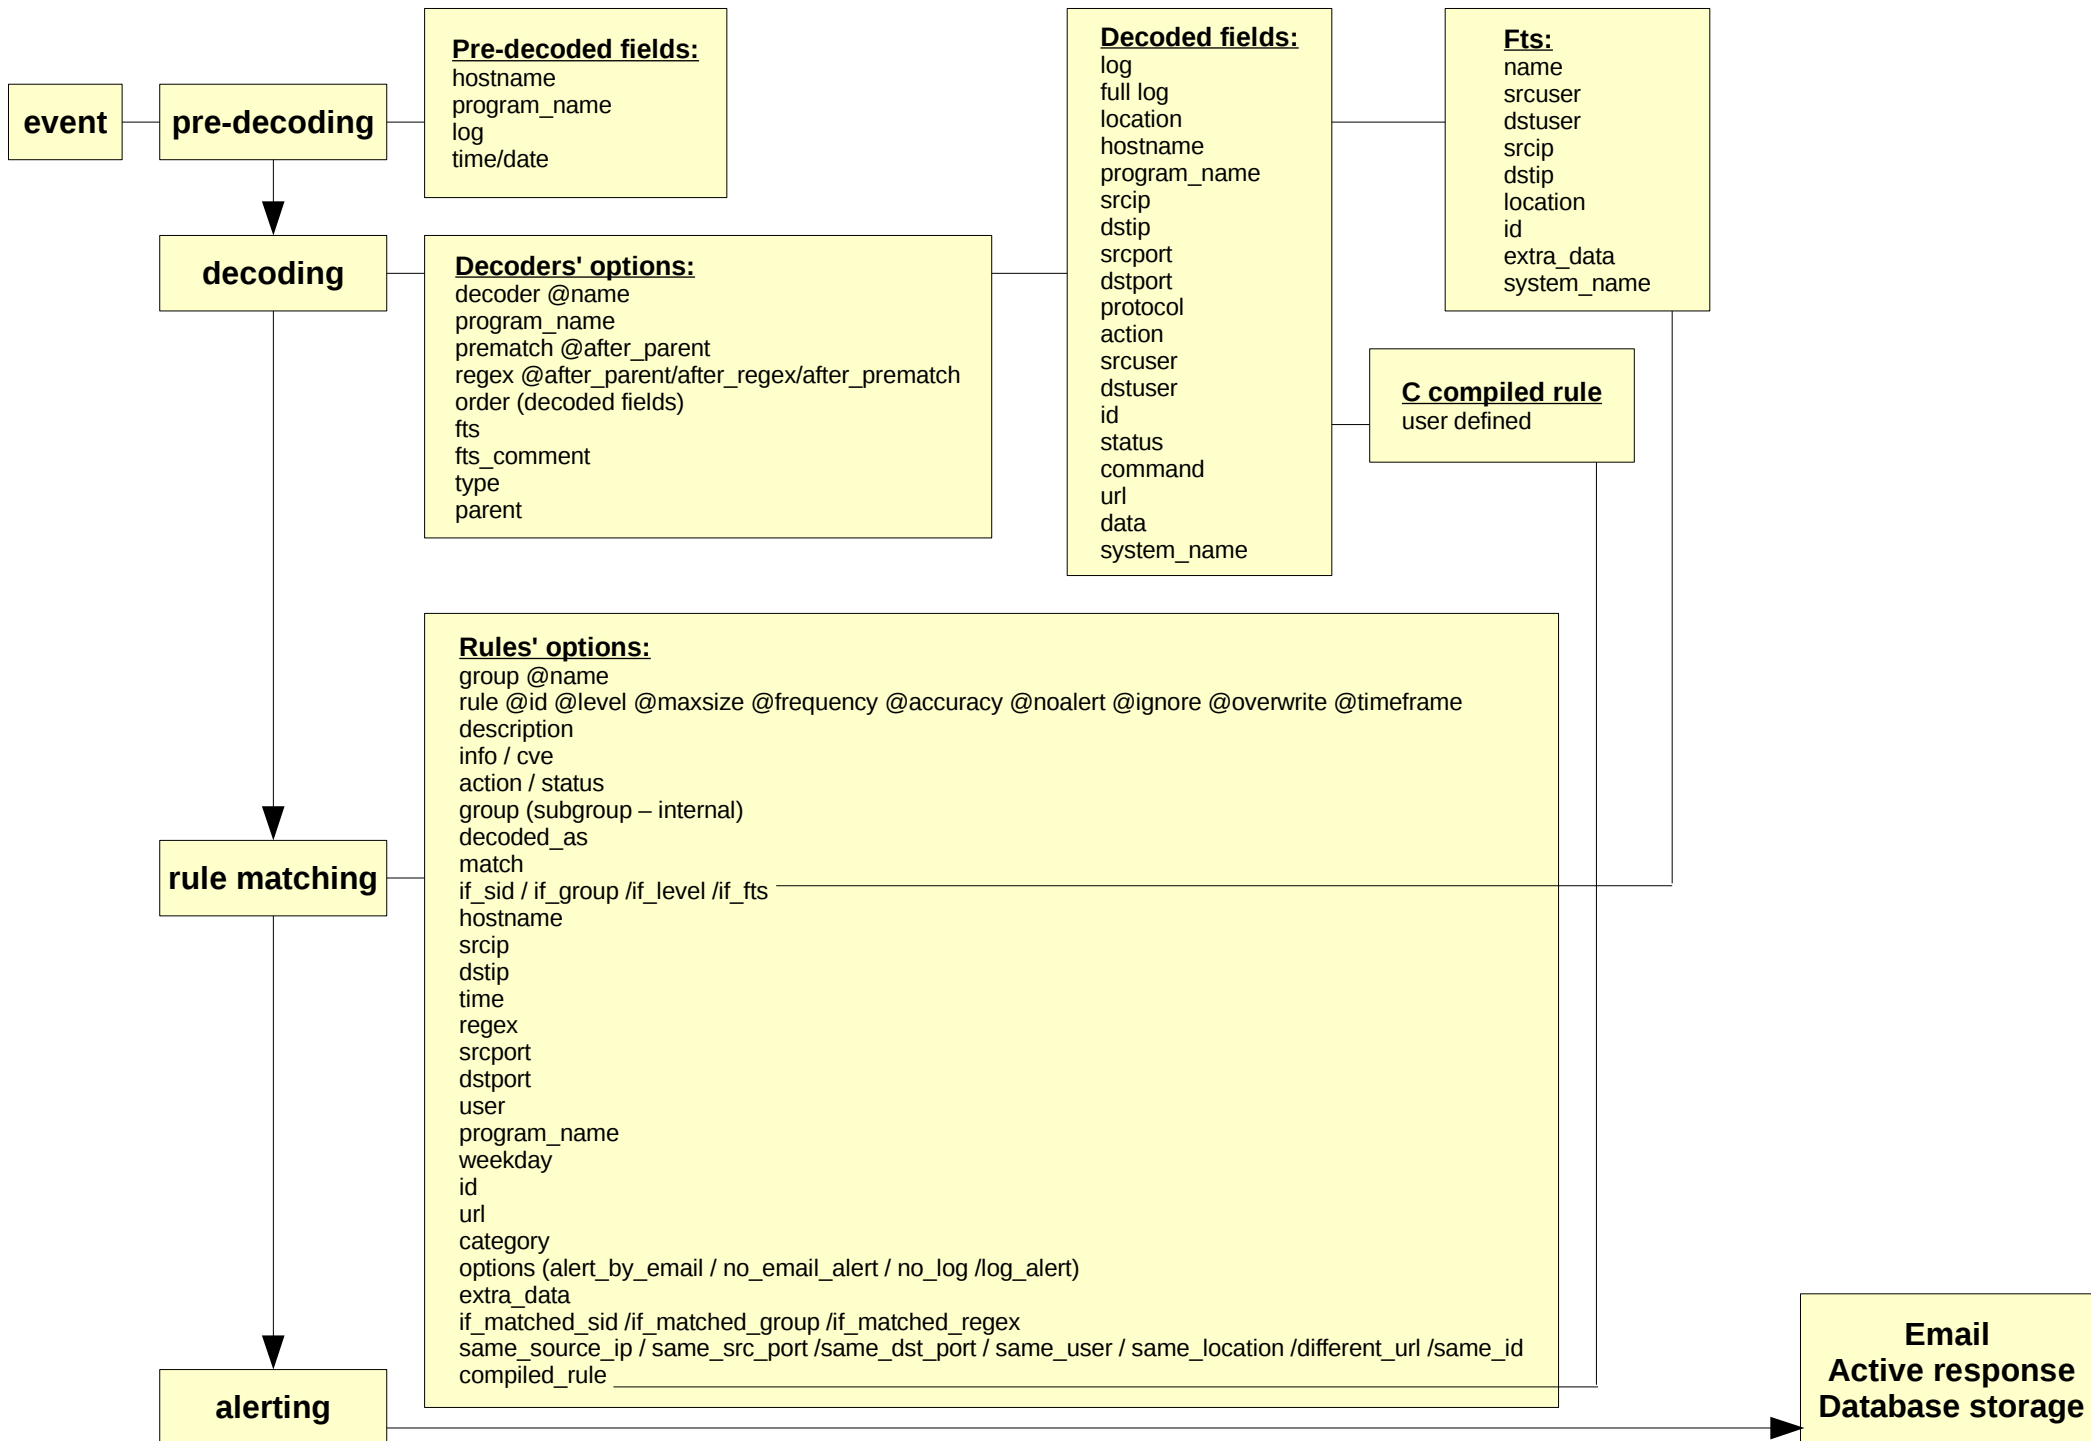 event
pre-decoding
Pre-decoded fields:
hostname
program_name
log
time/date
decoding
Decoders' options:
decoder @name
program_name
prematch @after_parent
regex @after_parent/after_regex/after_prematch
order (decoded fields)
fts
fts_comment
type
parent
Decoded fields:
log
full log
location
hostname
program_name
srcip
dstip
srcport
dstport
protocol
action
srcuser
dstuser
id
status
command
url
data
system_name
Fts:
name
srcuser
dstuser
srcip
dstip
location
id
extra_data
system_name
C compiled rule
user defined
rule matching
Rules' options:
group @name
rule @id @level @maxsize @frequency @accuracy @noalert @ignore @overwrite @timeframe
description
info / cve
action / status
group (subgroup – internal)
decoded_as
match
if_sid / if_group /if_level /if_fts
hostname
srcip
dstip
time
regex
srcport
dstport
user
program_name
weekday
id
url
category
options (alert_by_email / no_email_alert / no_log /log_alert)
extra_data
if_matched_sid /if_matched_group /if_matched_regex
same_source_ip / same_src_port /same_dst_port / same_user / same_location /different_url /same_id
compiled_rule
alerting
Email
Active response
Database storage